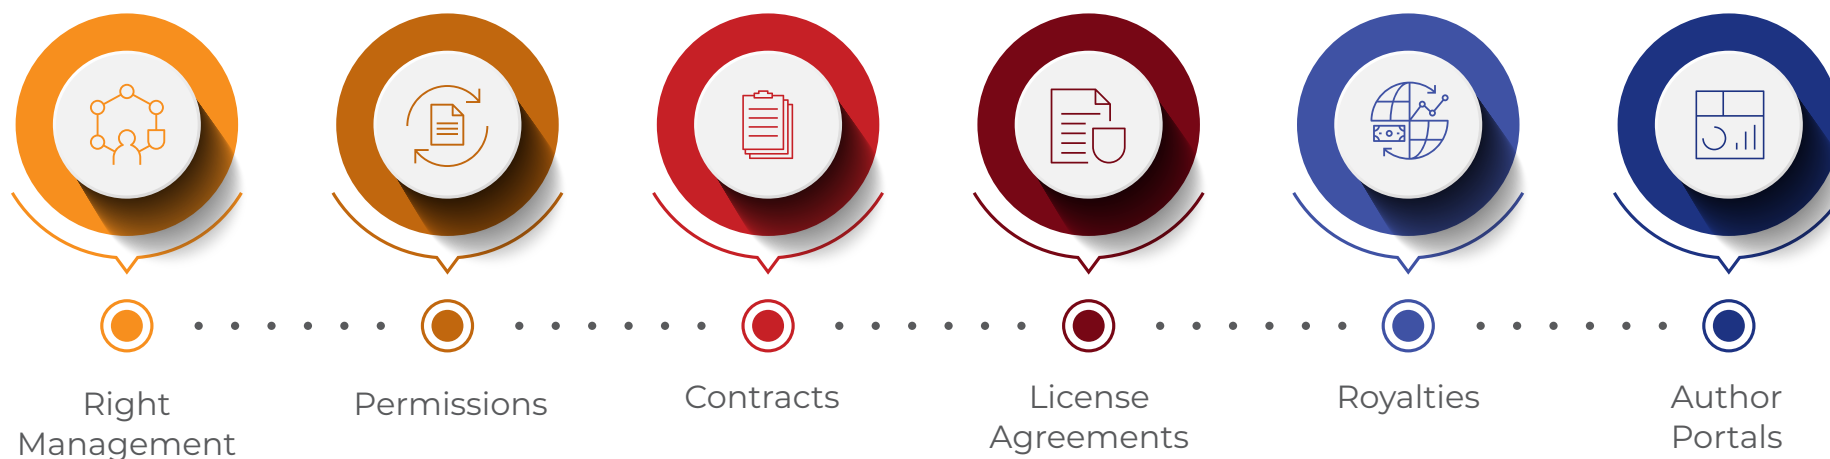 Right
Management
Permissions
Contracts
License
Agreements
Royalties
Author
Portals